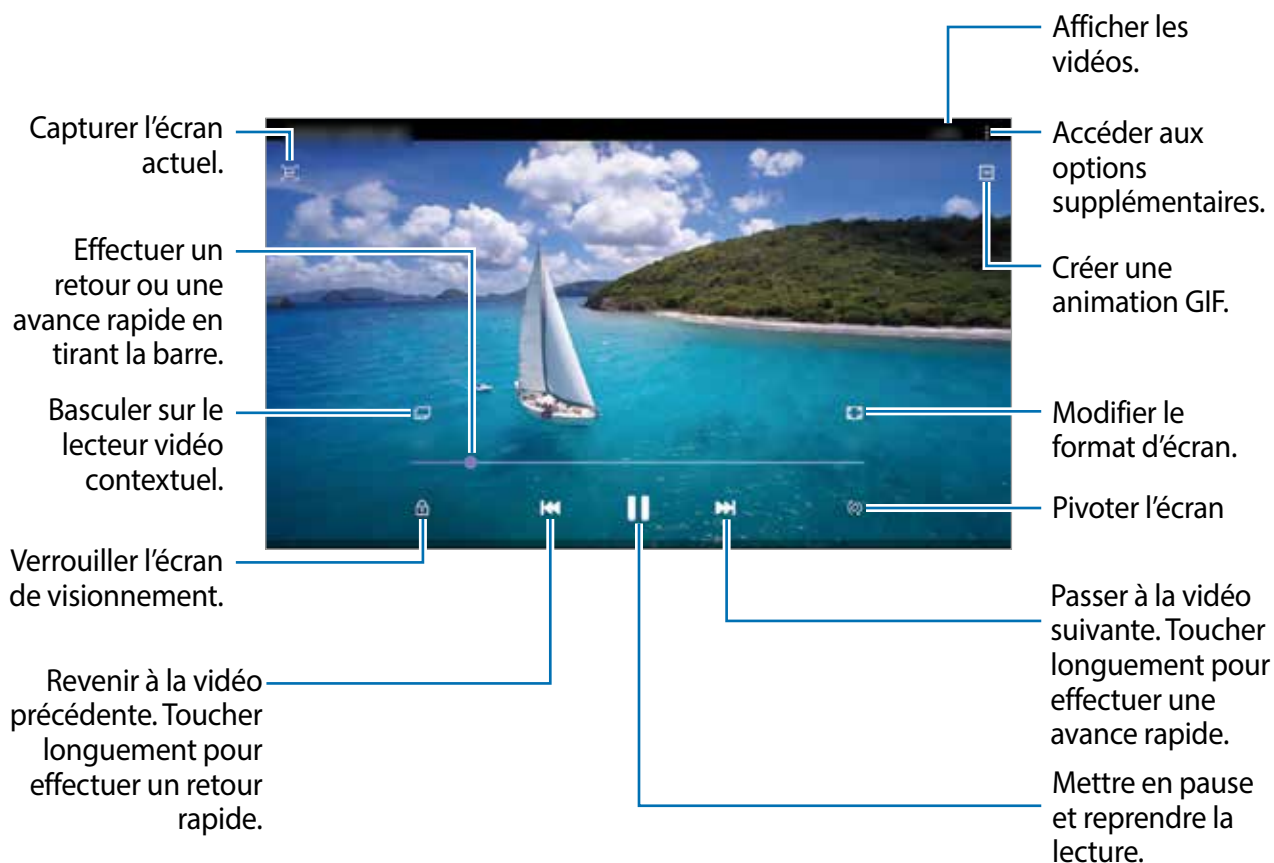 Afficher les
vidéos.
Capturer l'écran
actuel.
Accéder aux
options
supplémentaires.
Effectuer un
retour ou une
avance rapide en
tirant la barre.
Créer une
animation GIF.
Basculer sur le
lecteur vidéo
contextuel.
Modifier le
format d'écran.
Pivoter l'écran
Verrouiller l'écran
de visionnement.
Passer à la vidéo
suivante. Toucher
longuement pour
effectuer une
avance rapide.
Revenir à la vidéo
précédente. Toucher
longuement pour
effectuer un retour
rapide.
Mettre en pause
et reprendre la
lecture.